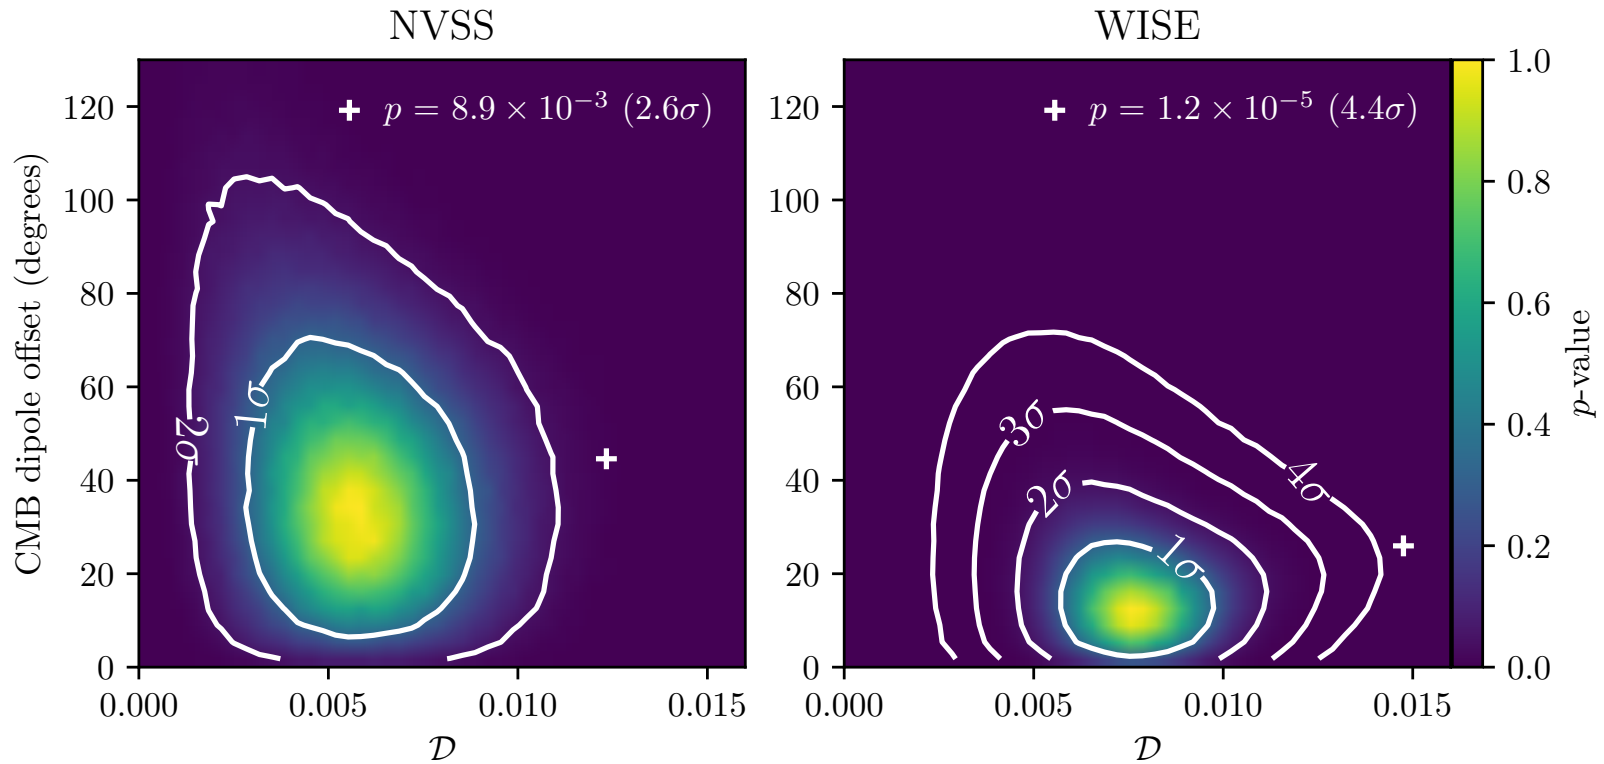 NVSS
WISE
+ p = 8.9 × 10⁻³ (2.6σ)
+ p = 1.2 × 10⁻⁵ (4.4σ)
CMB dipole offset (degrees)
120
100
80
60
40
20
0
1σ
2σ
0.000 0.005 0.010 0.015
𝒟
120
100
80
60
40
20
0
4σ
3σ
2σ
1σ
0.000 0.005 0.010 0.015
𝒟
1.0
0.8
0.6
0.4
0.2
0.0
p-value